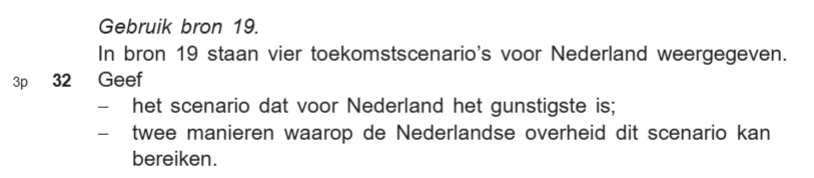 Gebruik bron 19.
In bron 19 staan vier toekomstscenario's voor Nederland weergegeven.
3p 32 Geef
– het scenario dat voor Nederland het gunstigste is;
– twee manieren waarop de Nederlandse overheid dit scenario kan
bereiken.